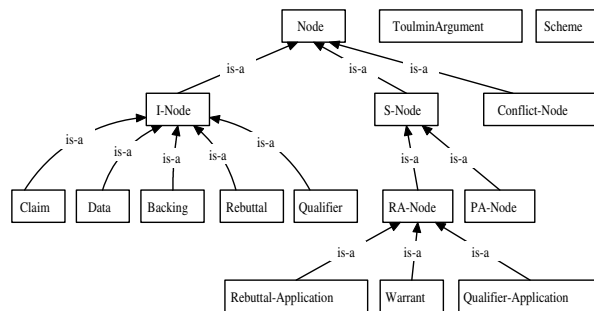 Node
ToulminArgument
Scheme
is-a
is-a
is-a
I-Node
S-Node
Conflict-Node
is-a
is-a
is-a
is-a
is-a
is-a
is-a
Claim
Data
Backing
Rebuttal
Qualifier
RA-Node
PA-Node
is-a
is-a
is-a
Rebuttal-Application
Warrant
Qualifier-Application